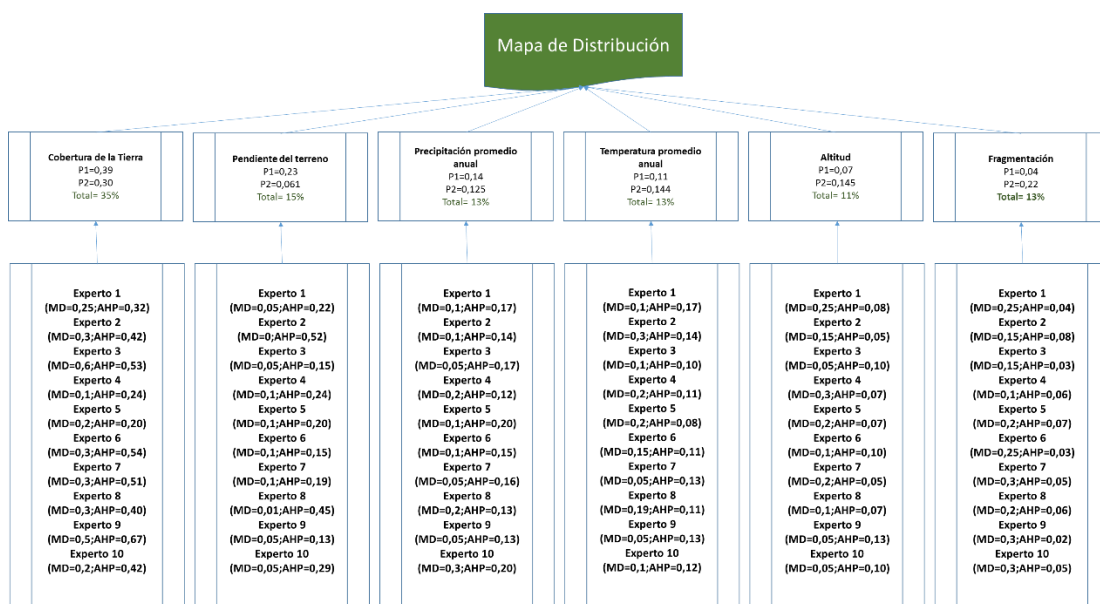 Mapa de Distribución
Cobertura de la Tierra
P1=0,39
P2=0,30
Total= 35%
Pendiente del terreno
P1=0,23
P2=0,061
Total= 15%
Precipitación promedio
anual
P1=0,14
P2=0,125
Total= 13%
Temperatura promedio
anual
P1=0,11
P2=0,144
Total= 13%
Altitud
P1=0,07
P2=0,145
Total= 11%
Fragmentación
P1=0,04
P2=0,22
Total= 13%
Experto 1
(MD=0,25;AHP=0,32)
Experto 2
(MD=0,3;AHP=0,42)
Experto 3
(MD=0,6;AHP=0,53)
Experto 4
(MD=0,1;AHP=0,24)
Experto 5
(MD=0,2;AHP=0,20)
Experto 6
(MD=0,3;AHP=0,54)
Experto 7
(MD=0,3;AHP=0,51)
Experto 8
(MD=0,3;AHP=0,40)
Experto 9
(MD=0,5;AHP=0,67)
Experto 10
(MD=0,2;AHP=0,42)
Experto 1
(MD=0,05;AHP=0,22)
Experto 2
(MD=0;AHP=0,52)
Experto 3
(MD=0,05;AHP=0,15)
Experto 4
(MD=0,1;AHP=0,24)
Experto 5
(MD=0,1;AHP=0,20)
Experto 6
(MD=0,1;AHP=0,15)
Experto 7
(MD=0,1;AHP=0,19)
Experto 8
(MD=0,01;AHP=0,45)
Experto 9
(MD=0,05;AHP=0,13)
Experto 10
(MD=0,05;AHP=0,29)
Experto 1
(MD=0,1;AHP=0,17)
Experto 2
(MD=0,1;AHP=0,14)
Experto 3
(MD=0,05;AHP=0,17)
Experto 4
(MD=0,2;AHP=0,12)
Experto 5
(MD=0,1;AHP=0,20)
Experto 6
(MD=0,1;AHP=0,15)
Experto 7
(MD=0,05;AHP=0,16)
Experto 8
(MD=0,2;AHP=0,13)
Experto 9
(MD=0,05;AHP=0,13)
Experto 10
(MD=0,3;AHP=0,20)
Experto 1
(MD=0,1;AHP=0,17)
Experto 2
(MD=0,3;AHP=0,14)
Experto 3
(MD=0,1;AHP=0,10)
Experto 4
(MD=0,2;AHP=0,11)
Experto 5
(MD=0,2;AHP=0,08)
Experto 6
(MD=0,15;AHP=0,11)
Experto 7
(MD=0,05;AHP=0,13)
Experto 8
(MD=0,19;AHP=0,11)
Experto 9
(MD=0,05;AHP=0,13)
Experto 10
(MD=0,1;AHP=0,12)
Experto 1
(MD=0,25;AHP=0,08)
Experto 2
(MD=0,15;AHP=0,05)
Experto 3
(MD=0,05;AHP=0,10)
Experto 4
(MD=0,3;AHP=0,07)
Experto 5
(MD=0,2;AHP=0,07)
Experto 6
(MD=0,1;AHP=0,10)
Experto 7
(MD=0,2;AHP=0,05)
Experto 8
(MD=0,1;AHP=0,07)
Experto 9
(MD=0,05;AHP=0,13)
Experto 10
(MD=0,05;AHP=0,10)
Experto 1
(MD=0,25;AHP=0,04)
Experto 2
(MD=0,15;AHP=0,08)
Experto 3
(MD=0,15;AHP=0,03)
Experto 4
(MD=0,1;AHP=0,06)
Experto 5
(MD=0,2;AHP=0,07)
Experto 6
(MD=0,25;AHP=0,03)
Experto 7
(MD=0,3;AHP=0,05)
Experto 8
(MD=0,2;AHP=0,06)
Experto 9
(MD=0,3;AHP=0,02)
Experto 10
(MD=0,3;AHP=0,05)